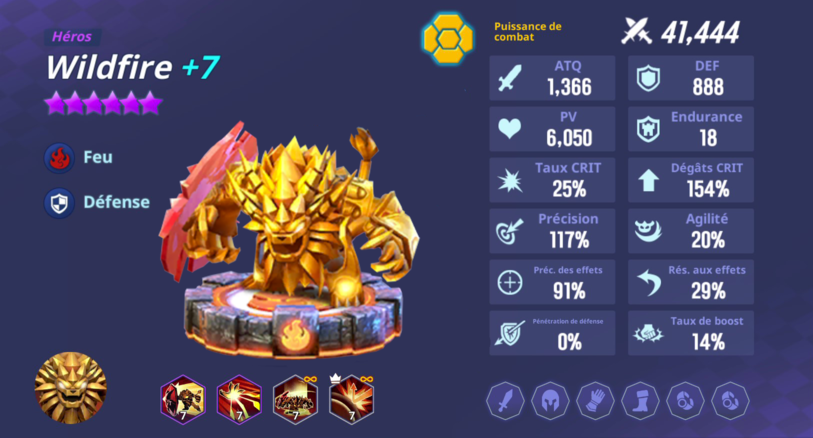 Héros
Wildfire +7
Feu
Défense
Puissance de
combat
41,444
ATQ
1,366
DEF
888
PV
6,050
Endurance
18
Taux CRIT
25%
Dégâts CRIT
154%
Précision
117%
Agilité
20%
Préc. des effets
91%
Rés. aux effets
29%
Pénétration de défense
0%
Taux de boost
14%
7
7
7
7